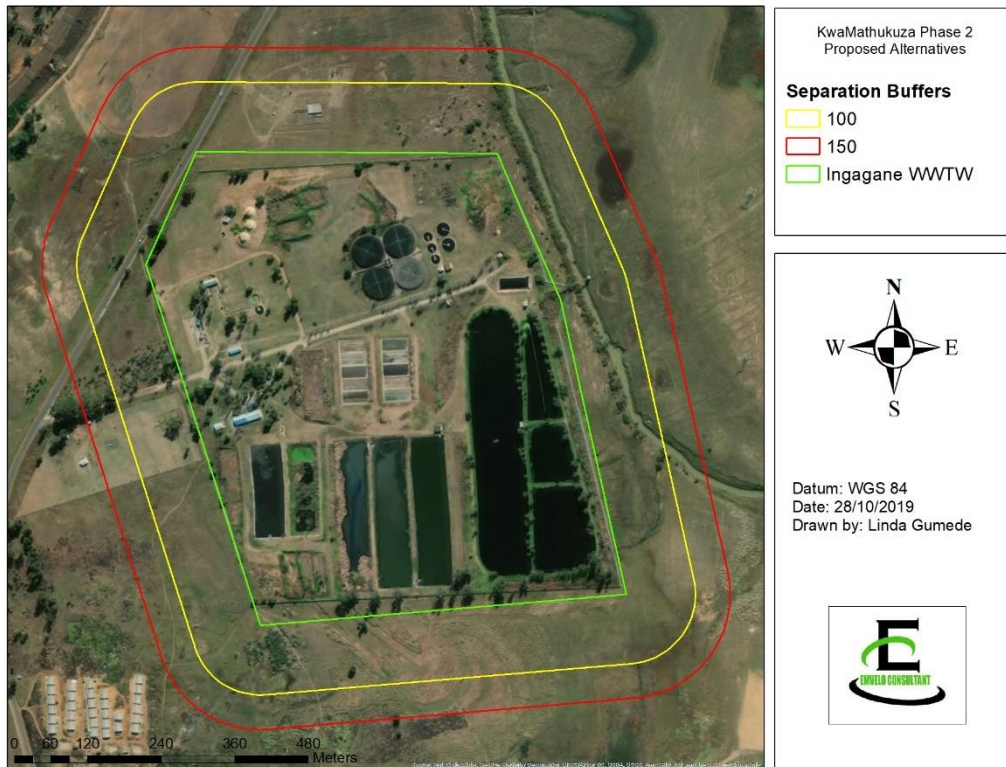 KwaMathukuza Phase 2
Proposed Alternatives
Separation Buffers
100
150
Ingagane WWTW
N
W E
S
Datum: WGS 84
Date: 28/10/2019
Drawn by: Linda Gumede
E
EMVELO CONSULTANT
0 60 120 240 360 480
Meters